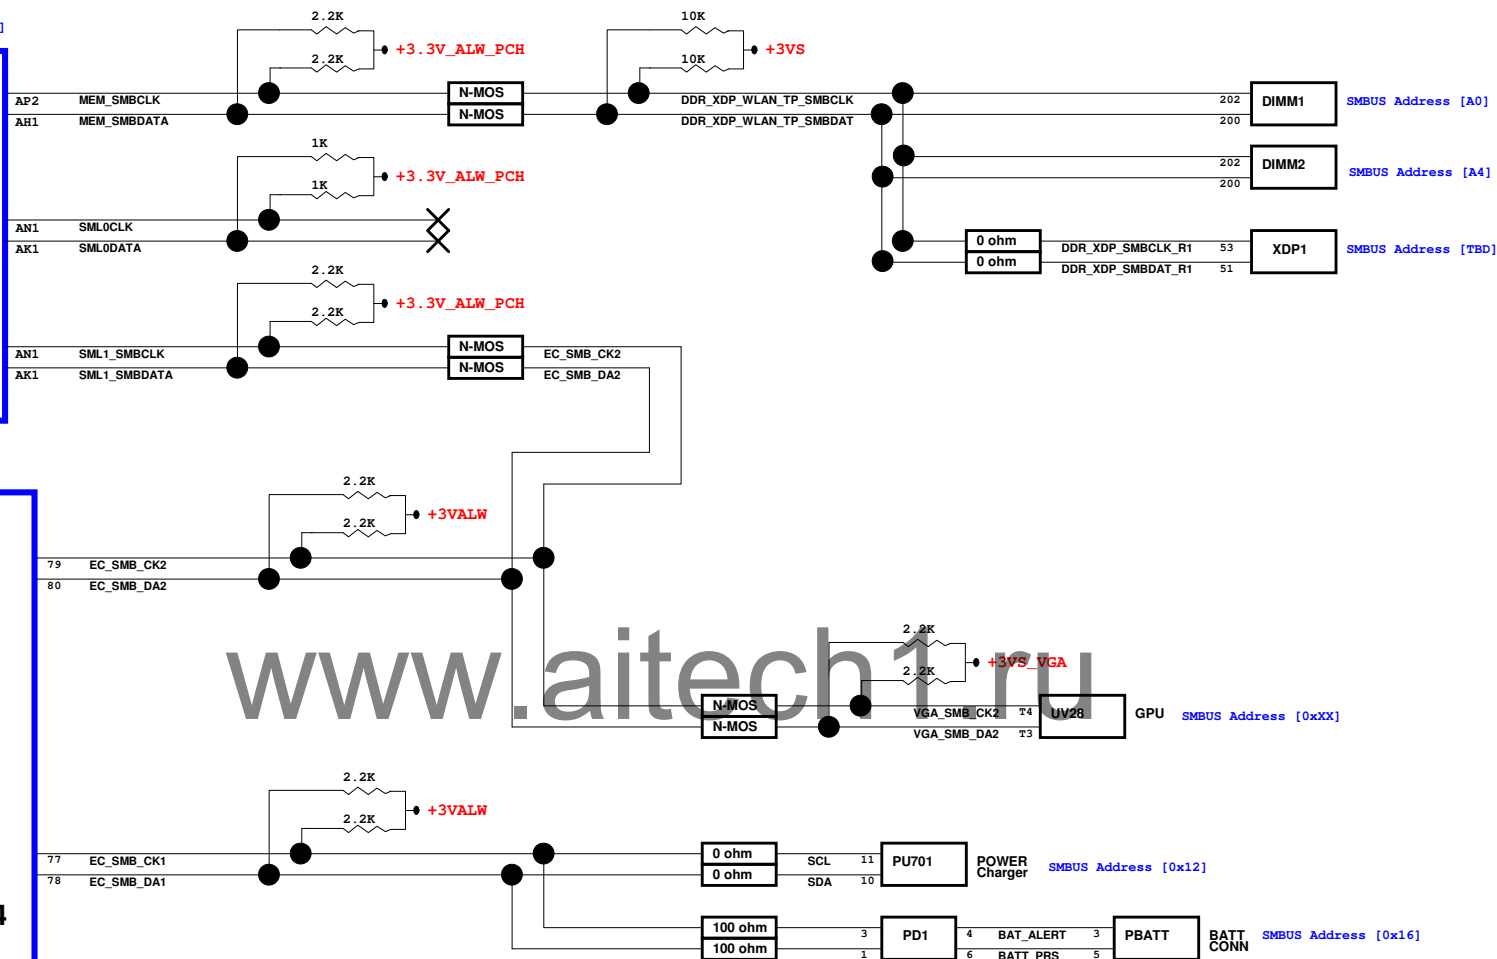 ]
2.2K
2.2K
+3.3V_ALW_PCH
10K
10K
+3VS
AP2 MEM_SMBCLK
AH1 MEM_SMBDATA
N-MOS
N-MOS
DDR_XDP_WLAN_TP_SMBCLK
DDR_XDP_WLAN_TP_SMBDAT
202
200
DIMM1
SMBUS Address [A0]
1K
1K
+3.3V_ALW_PCH
202
200
DIMM2
SMBUS Address [A4]
AN1 SML0CLK
AK1 SML0DATA
0 ohm
0 ohm
DDR_XDP_SMBCLK_R1 53
DDR_XDP_SMBDAT_R1 51
XDP1
SMBUS Address [TBD]
2.2K
2.2K
+3.3V_ALW_PCH
AN1 SML1_SMBCLK
AK1 SML1_SMBDATA
N-MOS
N-MOS
EC_SMB_CK2
EC_SMB_DA2
2.2K
2.2K
+3VALW
79 EC_SMB_CK2
80 EC_SMB_DA2
www.aitech1.ru
2.2K
2.2K
+3VS_VGA
N-MOS
N-MOS
VGA_SMB_CK2 T4
VGA_SMB_DA2 T3
UV28
GPU
SMBUS Address [0xXX]
2.2K
2.2K
+3VALW
77 EC_SMB_CK1
78 EC_SMB_DA1
0 ohm
0 ohm
SCL 11
SDA 10
PU701
POWER
Charger
SMBUS Address [0x12]
4
100 ohm
100 ohm
3
1
PD1
4 BAT_ALERT 3
6 BATT_PRS 5
PBATT
BATT
CONN
SMBUS Address [0x16]